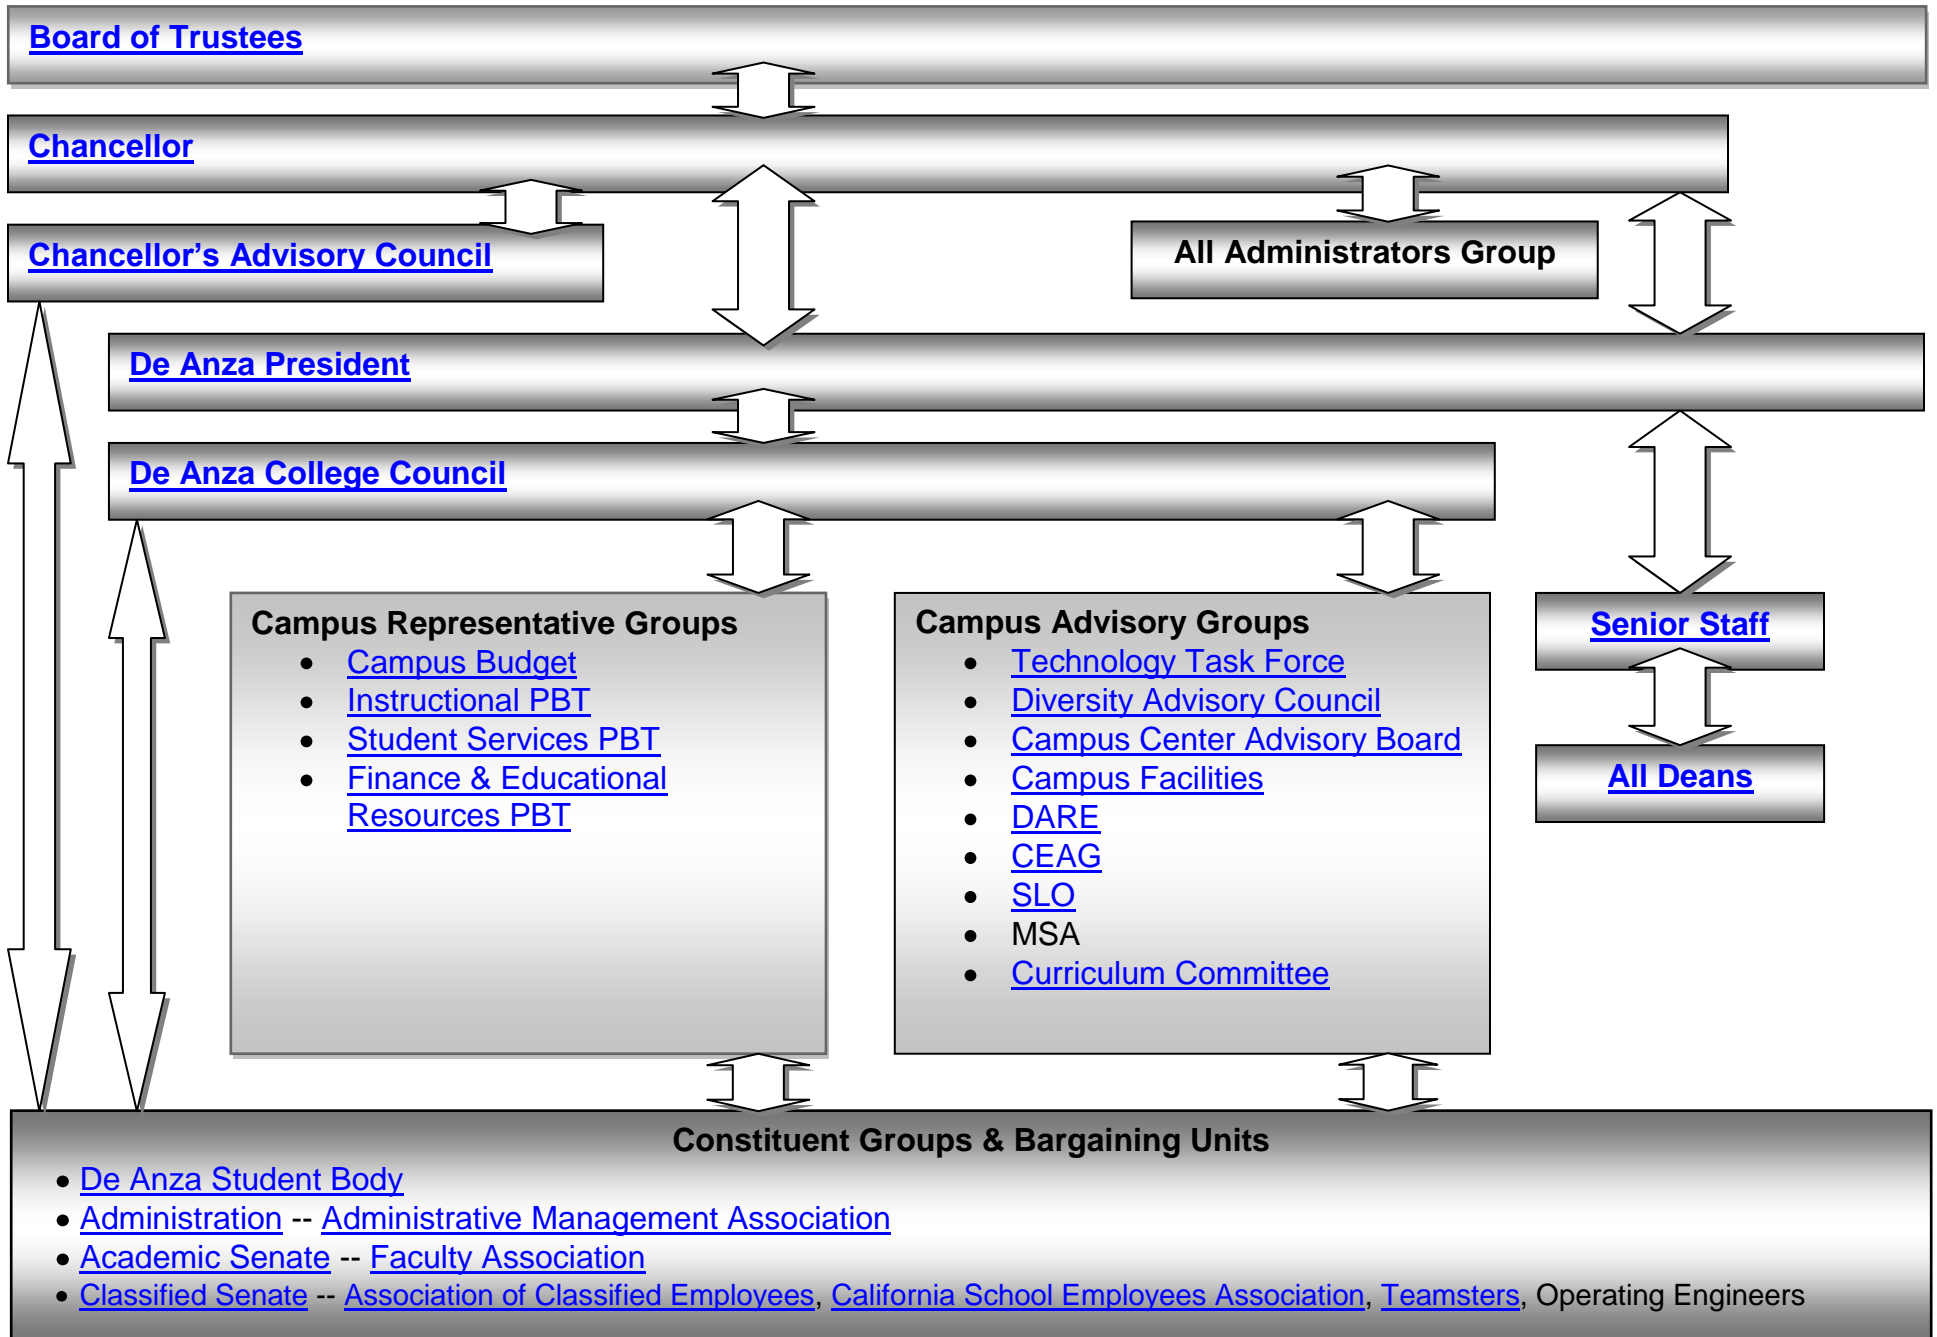 Board of Trustees
Chancellor
Chancellor’s Advisory Council
All Administrators Group
De Anza President
De Anza College Council
Campus Representative Groups
• Campus Budget
• Instructional PBT
• Student Services PBT
• Finance & Educational
Resources PBT
Campus Advisory Groups
• Technology Task Force
• Diversity Advisory Council
• Campus Center Advisory Board
• Campus Facilities
• DARE
• CEAG
• SLO
• MSA
• Curriculum Committee
Senior Staff
All Deans
Constituent Groups & Bargaining Units
• De Anza Student Body
• Administration -- Administrative Management Association
• Academic Senate -- Faculty Association
• Classified Senate -- Association of Classified Employees, California School Employees Association, Teamsters, Operating Engineers